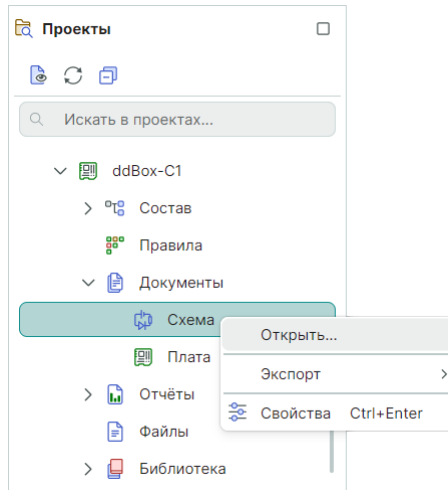 Проекты
Искать в проектах...
ddBox-C1
Состав
Правила
Документы
Схема
Открыть...
Плата
Экспорт
Отчёты
Свойства Ctrl+Enter
Файлы
Библиотека